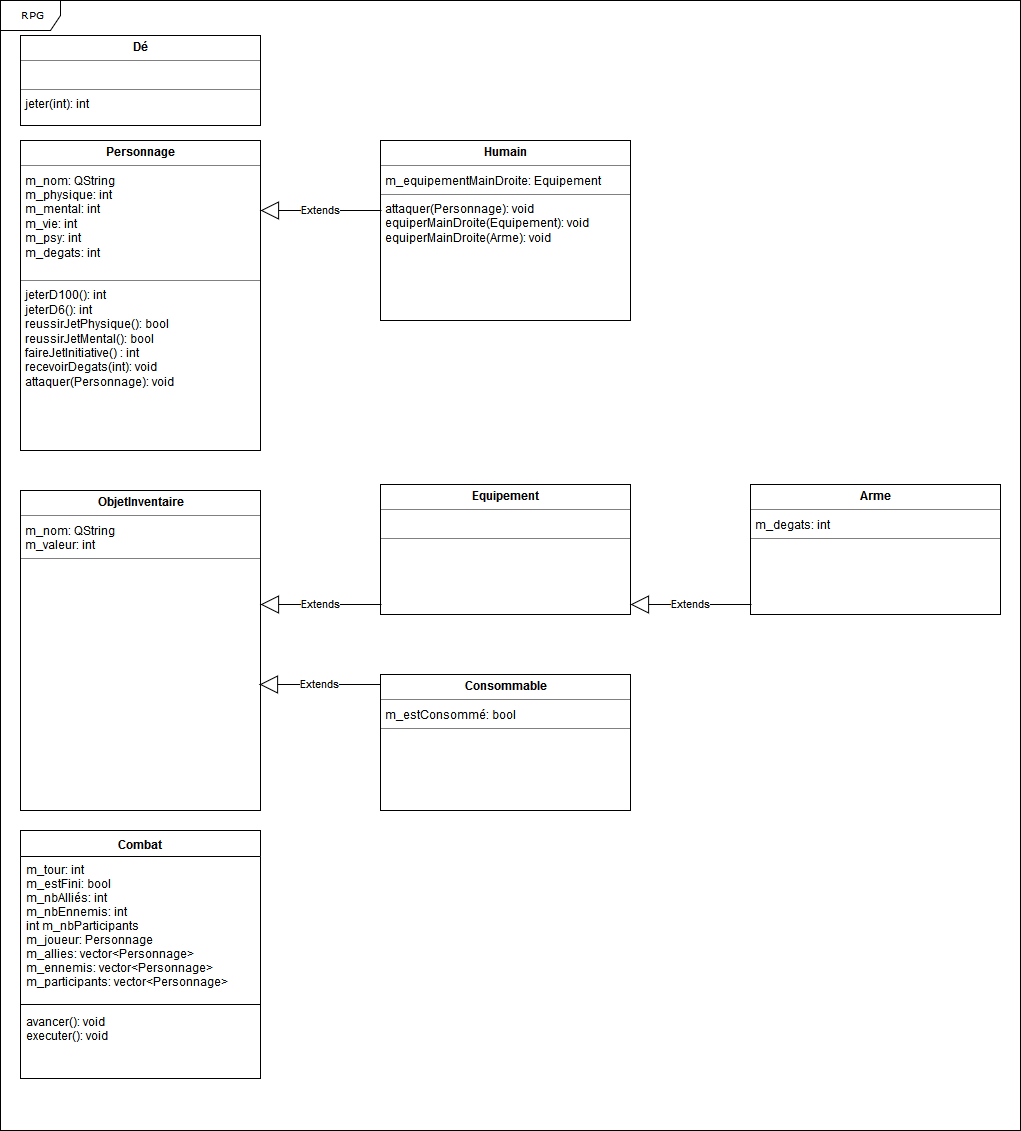 RPG
Dé
jeter(int): int
Personnage
m_nom: QString
m_physique: int
m_mental: int
m_vie: int
m_psy: int
m_degats: int
jeterD100(): int
jeterD6(): int
reussirJetPhysique(): bool
reussirJetMental(): bool
faireJetInitiative() : int
recevoirDegats(int): void
attaquer(Personnage): void
Extends
Humain
m_equipementMainDroite: Equipement
attaquer(Personnage): void
equiperMainDroite(Equipement): void
equiperMainDroite(Arme): void
ObjetInventaire
m_nom: QString
m_valeur: int
Extends
Equipement
Extends
Arme
m_degats: int
Extends
Consommable
m_estConsommé: bool
Combat
m_tour: int
m_estFini: bool
m_nbAlliés: int
m_nbEnnemis: int
int m_nbParticipants
m_joueur: Personnage
m_allies: vector<Personnage>
m_ennemis: vector<Personnage>
m_participants: vector<Personnage>
avancer(): void
executer(): void